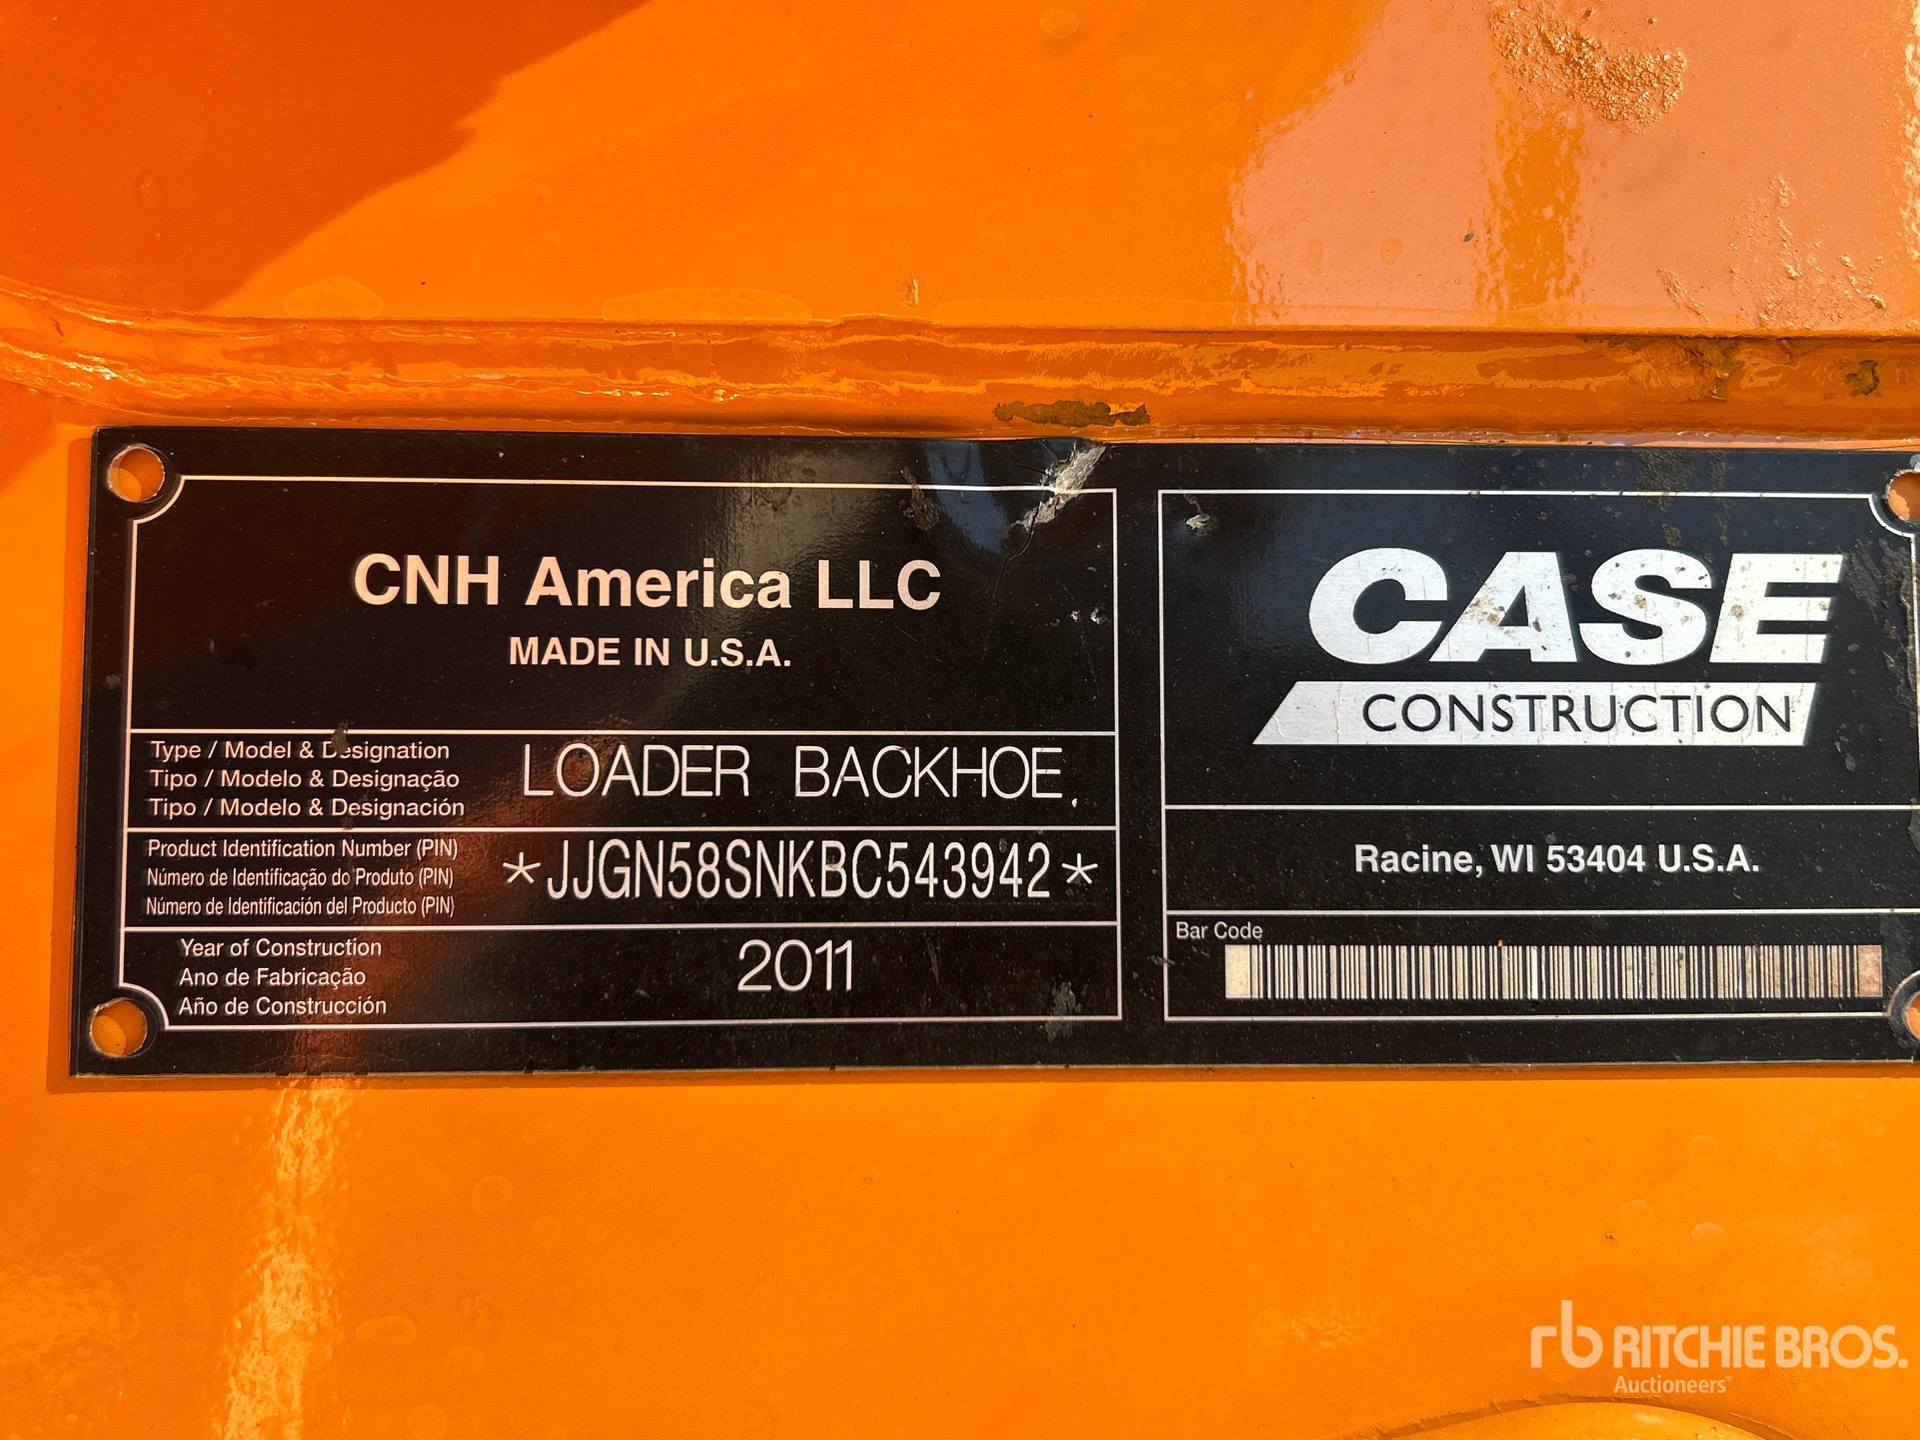 CNH America LLC
MADE IN U.S.A.
Type / Model & Designation
Tipo / Modelo & Designação
Tipo / Modelo & Designación
LOADER BACKHOE
Product Identification Number (PIN)
Número de Identificação do Produto (PIN)
Número de Identificación del Producto (PIN)
*JJGN58SNKBC543942*
Year of Construction
Ano de Fabricação
Año de Construcción
2011
CASE
CONSTRUCTION
Racine, WI 53404 U.S.A.
Bar Code
rb RITCHIE BROS.
Auctioneers